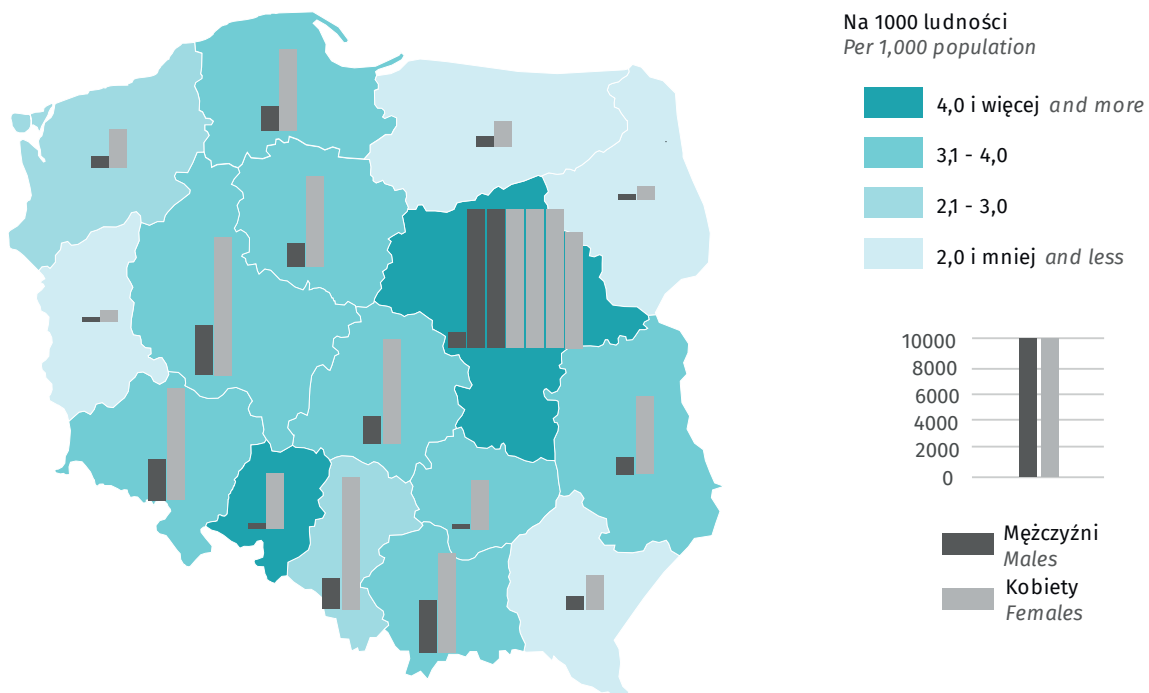 Na 1000 ludności
Per 1,000 population
4,0 i więcej and more
3,1 - 4,0
2,1 - 3,0
2,0 i mniej and less
10000
8000
6000
4000
2000
0
Mężczyźni
Males
Kobiety
Females